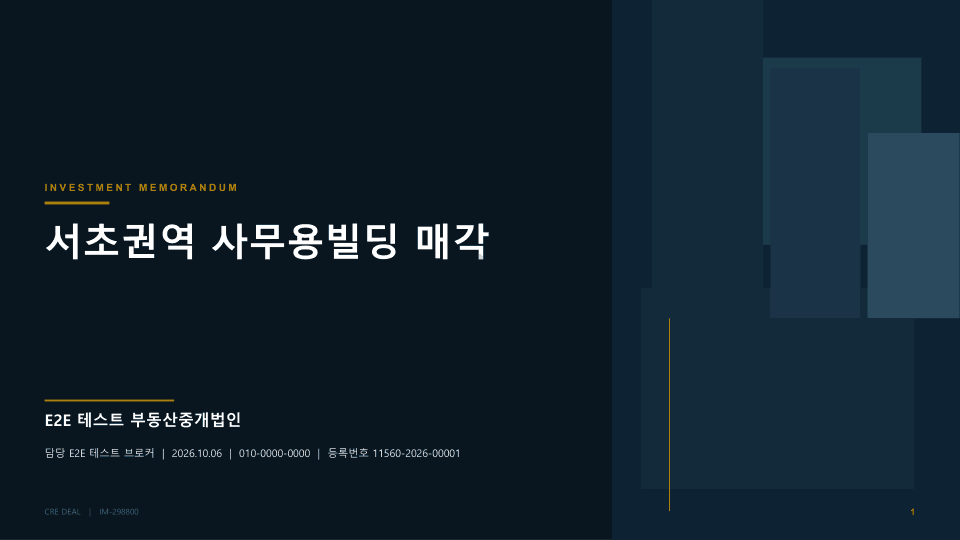 INVESTMENT MEMORANDUM
서초권역 사무용빌딩 매각
E2E 테스트 부동산중개법인
담당 E2E 테스트 브로커 | 2026.10.06 | 010-0000-0000 | 등록번호 11560-2026-00001
CRE DEAL | IM-298800
1